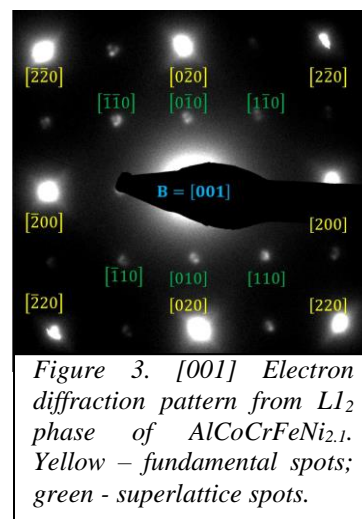 [2̅2̅0] [02̅0] [22̅0]
[1̅1̅0] [01̅0] [11̅0]
B = [001]
[2̅00] [200]
[1̅10] [010] [110]
[2̅20] [020] [220]
Figure 3. [001] Electron
diffraction pattern from L1₂
phase of AlCoCrFeNi₂.₁.
Yellow – fundamental spots;
green - superlattice spots.